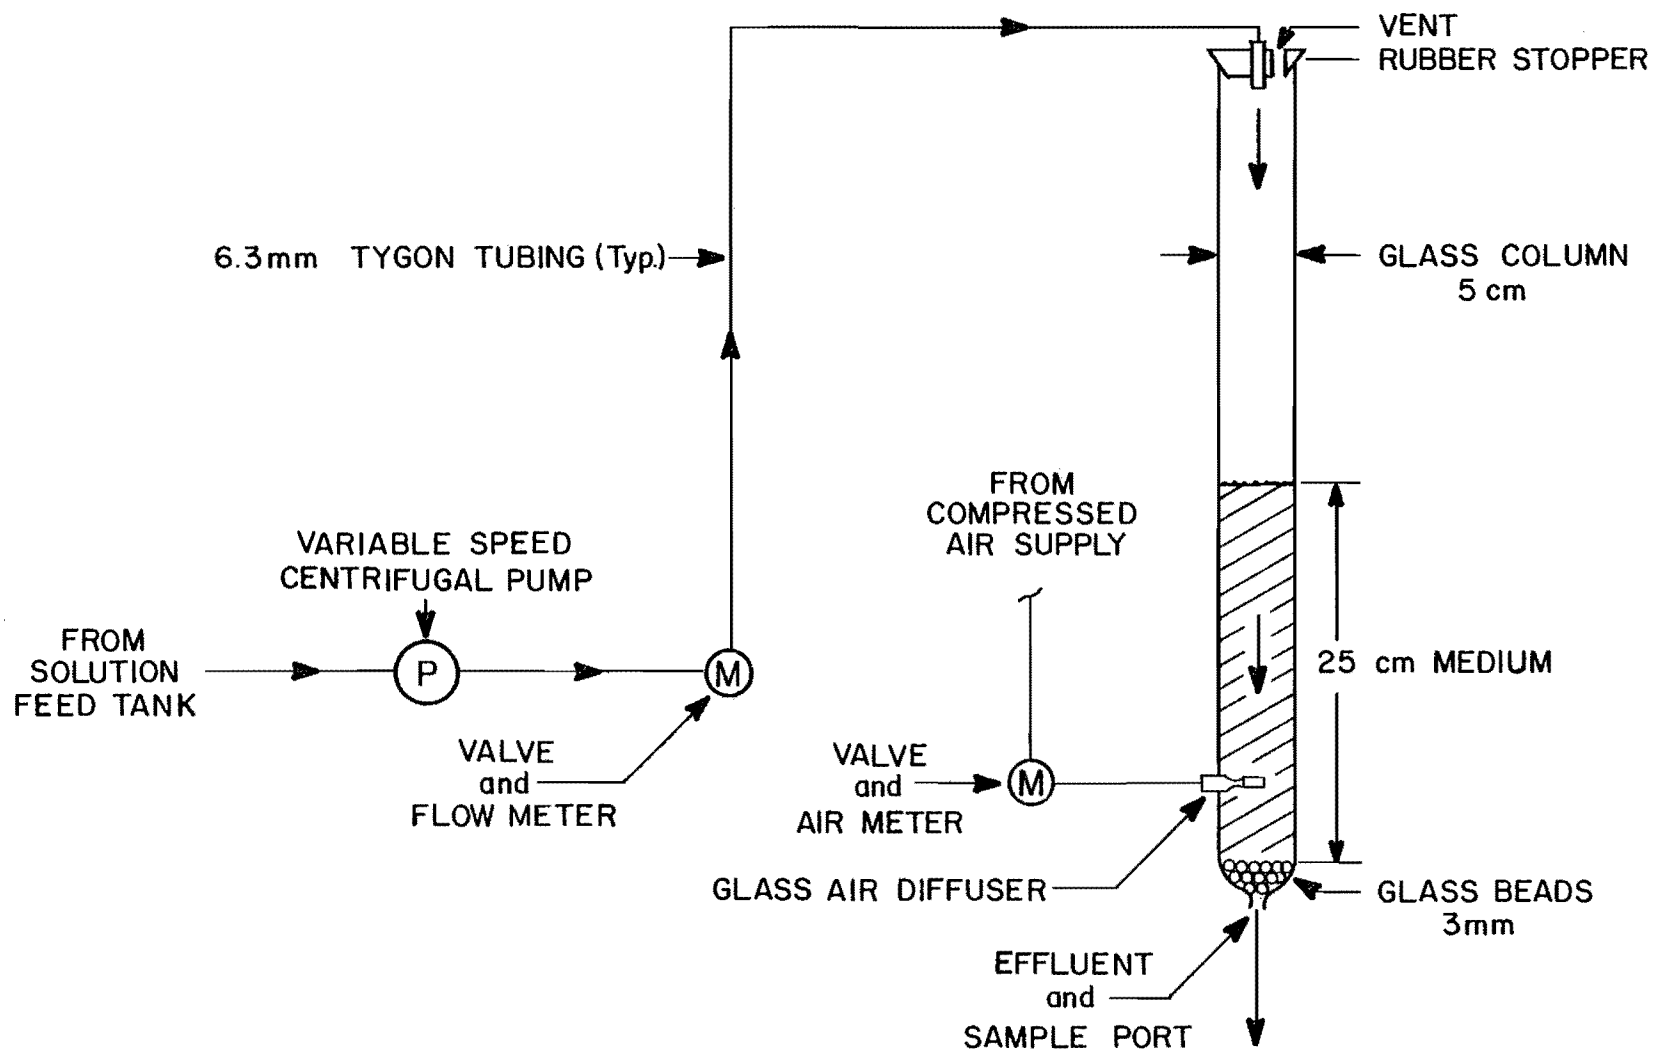 VENT
RUBBER STOPPER
6.3mm TYGON TUBING (Typ.)
GLASS COLUMN
5 cm
FROM
COMPRESSED
AIR SUPPLY
VARIABLE SPEED
CENTRIFUGAL PUMP
FROM
SOLUTION
FEED TANK
P
M
25 cm MEDIUM
VALVE
and
FLOW METER
VALVE
and
AIR METER
M
GLASS AIR DIFFUSER
GLASS BEADS
3mm
EFFLUENT
and
SAMPLE PORT